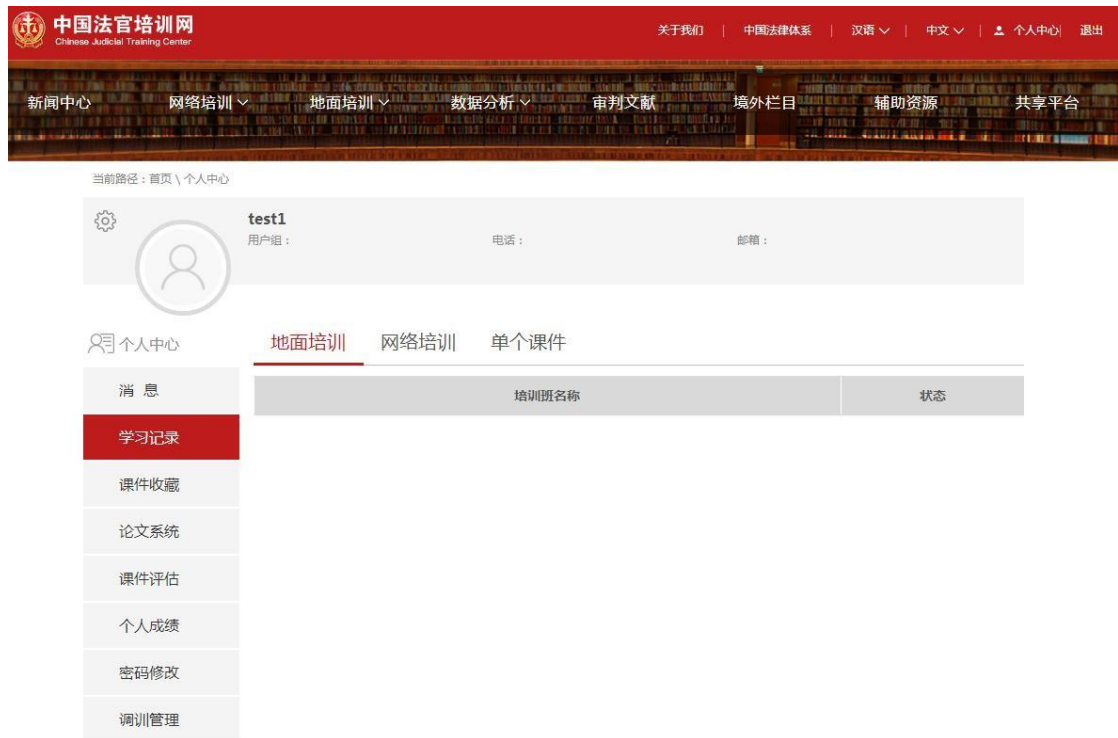 中国法官培训网
Chinese Judicial Training Center
关于我们 | 中国法律体系 | 汉语 | 中文 | 个人中心| 退出
新闻中心 网络培训 地面培训 数据分析 审判文献 境外栏目 辅助资源 共享平台
当前路径：首页 \ 个人中心
test1
用户组： 电话： 邮箱：
个人中心
地面培训 网络培训 单个课件
培训班名称 状态
消 息
学习记录
课件收藏
论文系统
课件评估
个人成绩
密码修改
调训管理